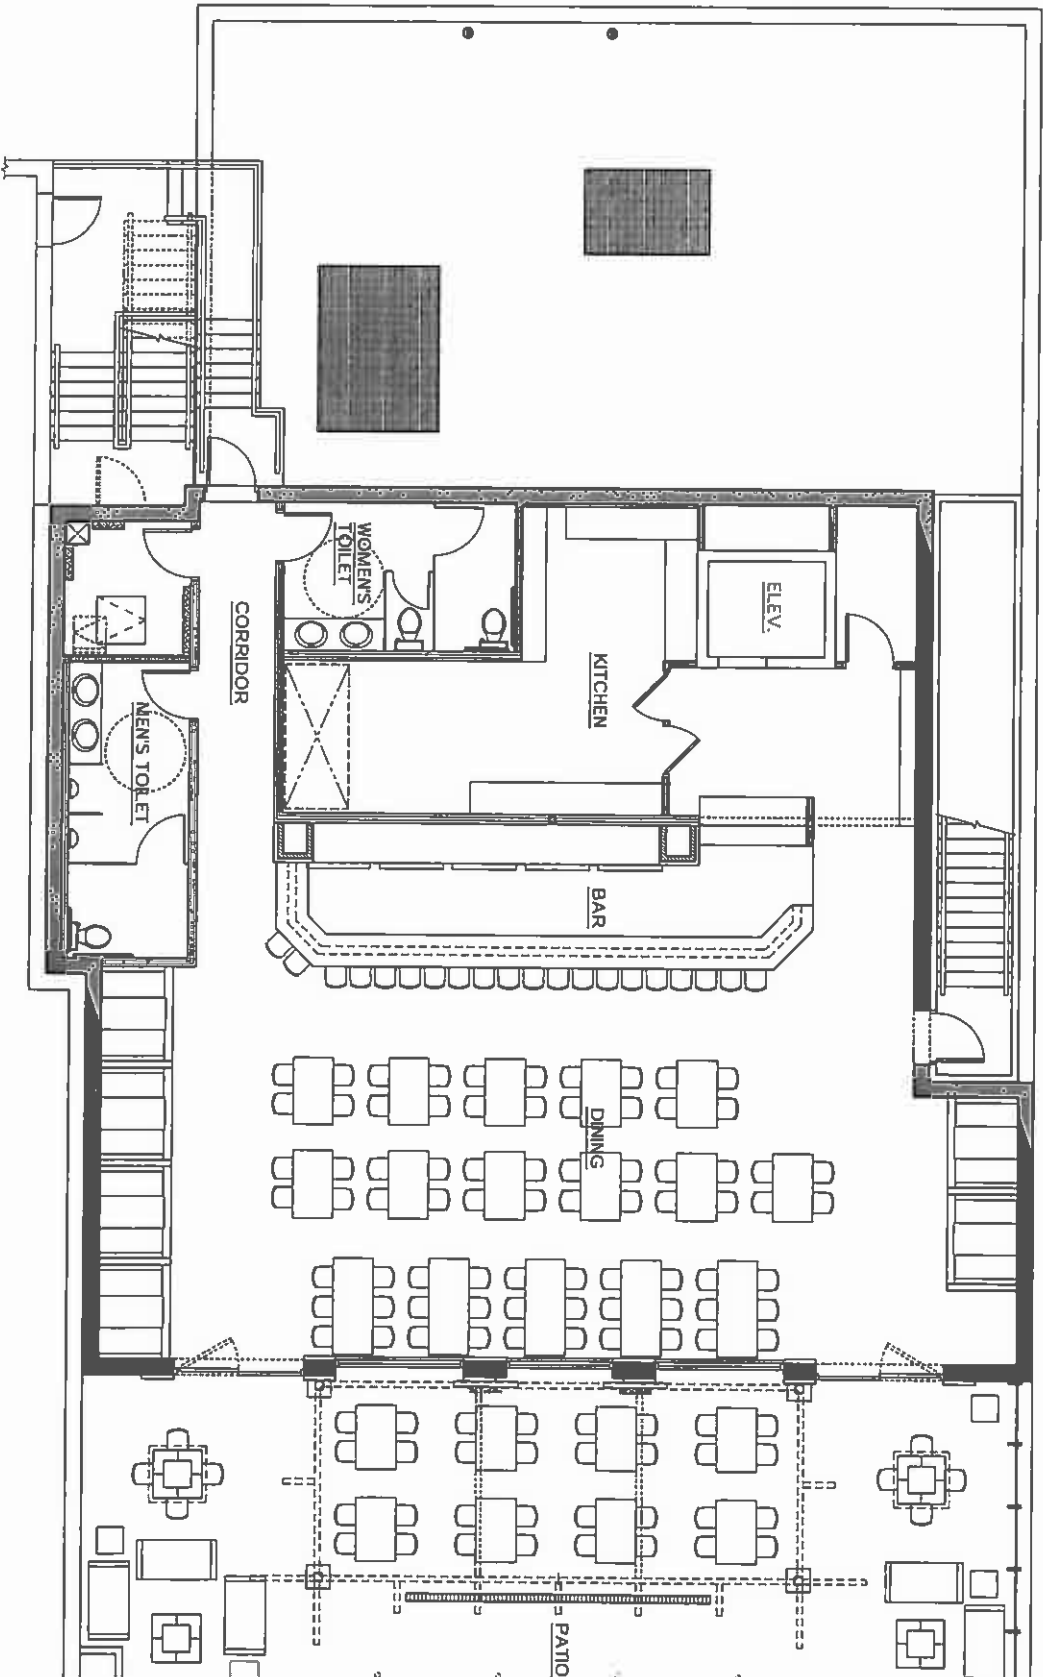 WOMEN'S
TOILET
ELEV.
CORRIDOR
KITCHEN
MEN'S TOILET
BAR
DINING
PATIO